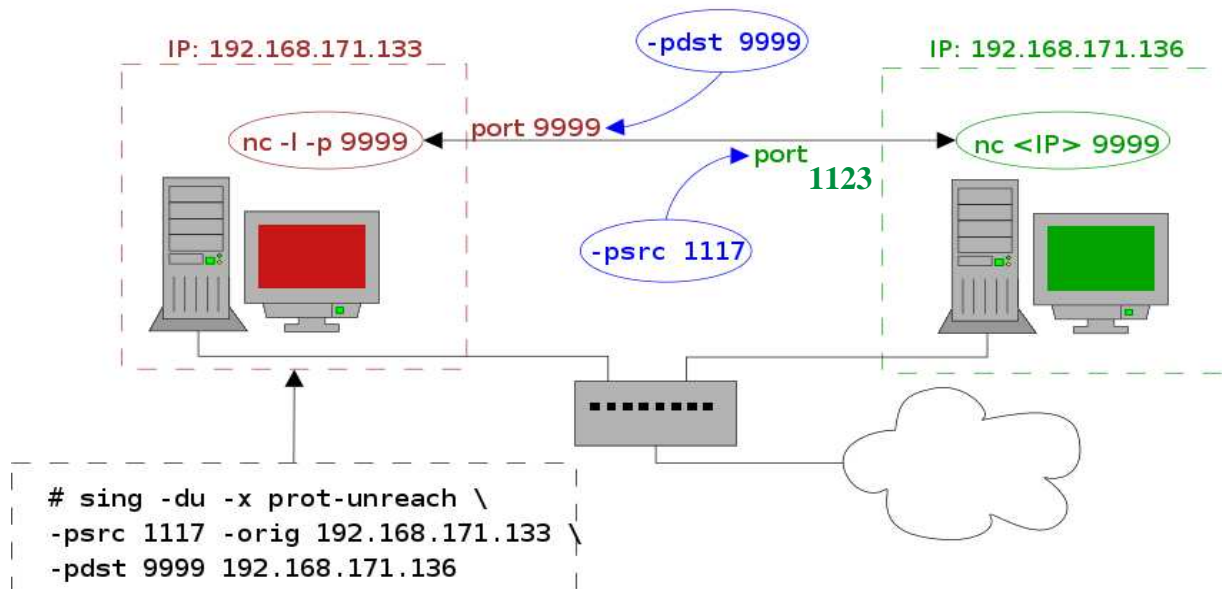 -pdst 9999
IP: 192.168.171.133
IP: 192.168.171.136
nc -l -p 9999
port 9999
port
1123
nc <IP> 9999
-psrc 1117
# sing -du -x prot-unreach \
-psrc 1117 -orig 192.168.171.133 \
-pdst 9999 192.168.171.136